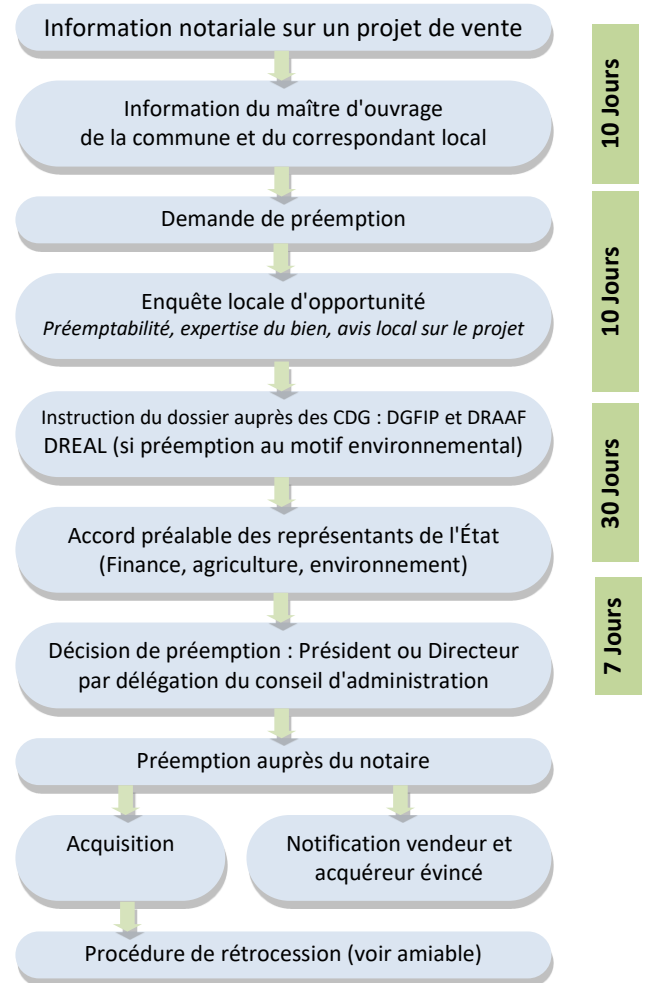 Information notariale sur un projet de vente
10 Jours
Information du maître d'ouvrage
de la commune et du correspondant local
Demande de préemption
10 Jours
Enquête locale d'opportunité
Préemptabilité, expertise du bien, avis local sur le projet
Instruction du dossier auprès des CDG : DGFIP et DRAAF
DREAL (si préemption au motif environnemental)
30 Jours
Accord préalable des représentants de l'État
(Finance, agriculture, environnement)
7 Jours
Décision de préemption : Président ou Directeur
par délégation du conseil d'administration
Préemption auprès du notaire
Acquisition
Notification vendeur et
acquéreur évincé
Procédure de rétrocession (voir amiable)